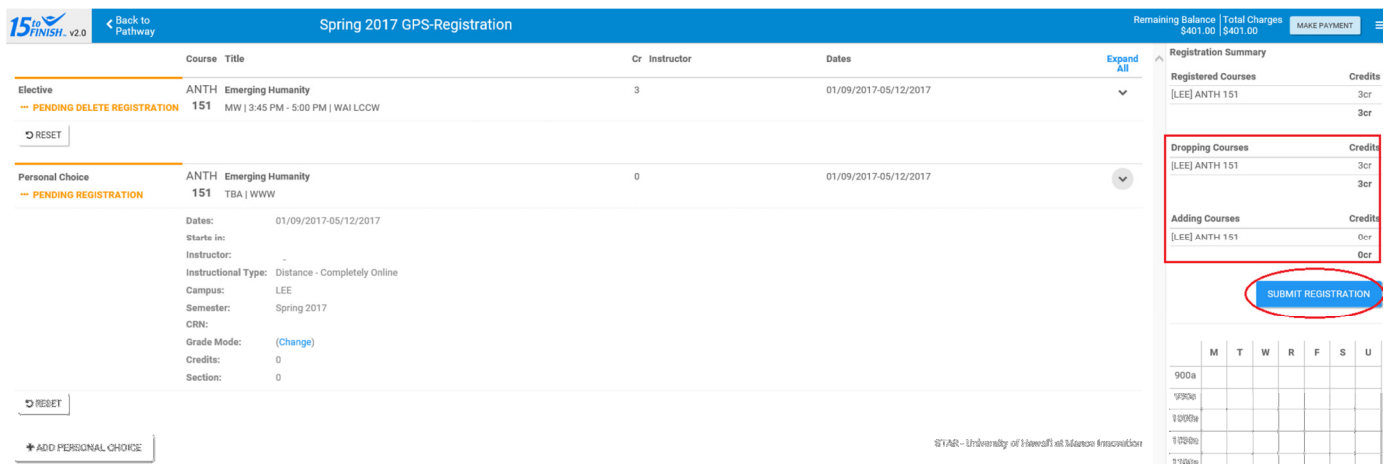 15 to FINISH™ v2.0
Back to Pathway
Spring 2017 GPS-Registration
Remaining Balance $401.00 | Total Charges $401.00
MAKE PAYMENT
Course Title Cr Instructor Dates Expand All
Elective ANTH 151 Emerging Humanity 3 01/09/2017-05/12/2017
PENDING DELETE REGISTRATION MW | 3:45 PM - 5:00 PM | WAI LCCW
RESET
Personal Choice ANTH 151 Emerging Humanity 0 01/09/2017-05/12/2017
PENDING REGISTRATION TBA | WWW
Dates: 01/09/2017-05/12/2017
Starts in:
Instructor: -
Instructional Type: Distance - Completely Online
Campus: LEE
Semester: Spring 2017
CRN:
Grade Mode: (Change)
Credits: 0
Section: 0
RESET
+ ADD PERSONAL CHOICE
STAR - University of Hawai'i at Manoa Innovation
Registration Summary
Registered Courses Credits
[LEE] ANTH 151 3cr
3cr
Dropping Courses Credits
[LEE] ANTH 151 3cr
3cr
Adding Courses Credits
[LEE] ANTH 151 0cr
0cr
SUBMIT REGISTRATION
M T W R F S U
900a